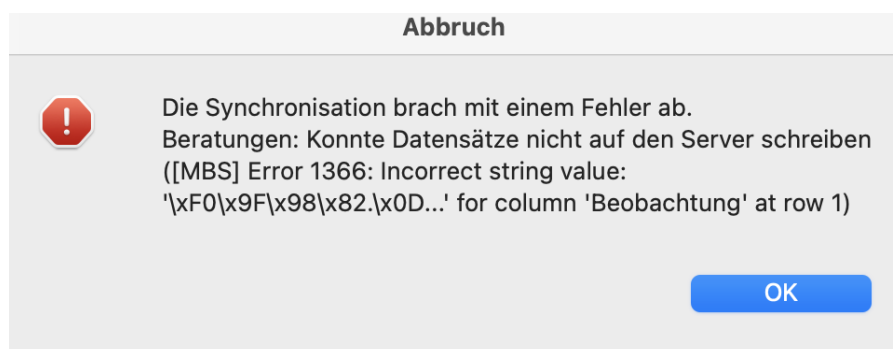 Abbruch
Die Synchronisation brach mit einem Fehler ab.
Beratungen: Konnte Datensätze nicht auf den Server schreiben
([MBS] Error 1366: Incorrect string value:
'\xF0\x9F\x98\x82.\x0D...' for column 'Beobachtung' at row 1)
OK